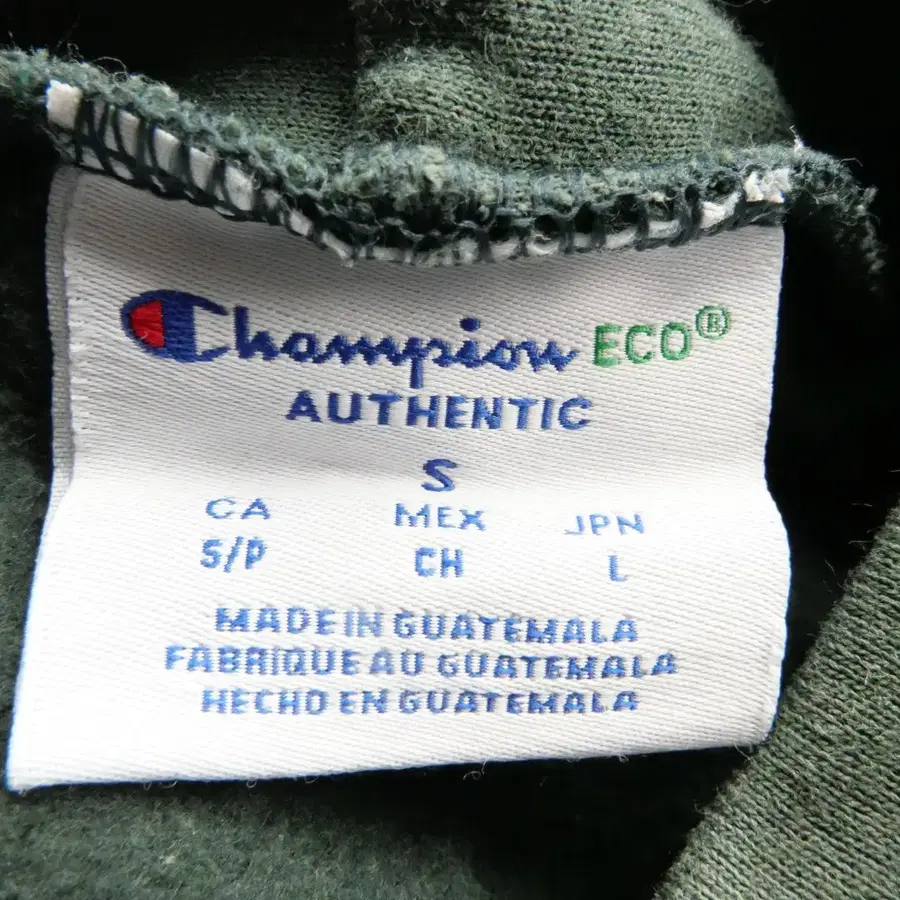 Champion ECO®
AUTHENTIC
S
CA MEX JPN
S/P CH L
MADE IN GUATEMALA
FABRIQUE AU GUATEMALA
HECHO EN GUATEMALA